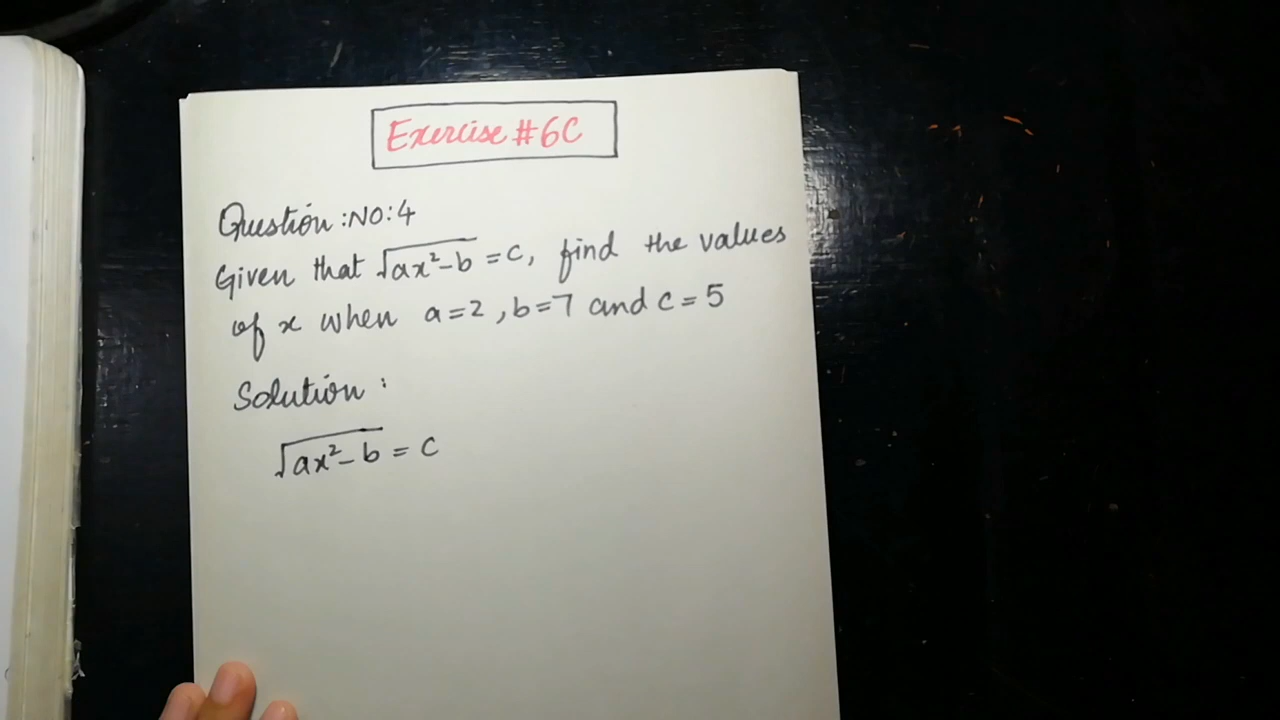 Exercise #6C
Question:NO:4
Given that √ax²-b = c, find the values
of x when a=2, b=7 and c=5
Solution:
√ax²-b = c